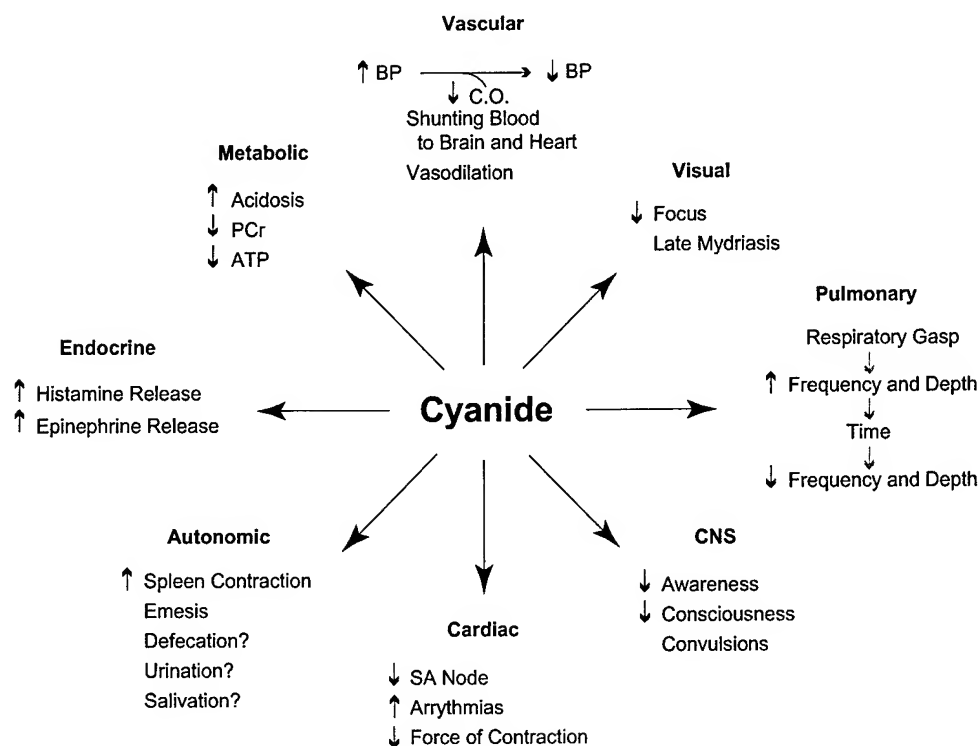 Vascular
↑ BP → ↓ BP
↓ C.O.
Shunting Blood
to Brain and Heart
Vasodilation
Metabolic
↑ Acidosis
↓ PCr
↓ ATP
Visual
↓ Focus
Late Mydriasis
Pulmonary
Respiratory Gasp
↓
↑ Frequency and Depth
↓
Time
↓
↓ Frequency and Depth
Endocrine
↑ Histamine Release
↑ Epinephrine Release
Cyanide
Autonomic
↑ Spleen Contraction
Emesis
Defecation?
Urination?
Salivation?
Cardiac
↓ SA Node
↑ Arrythmias
↓ Force of Contraction
CNS
↓ Awareness
↓ Consciousness
Convulsions